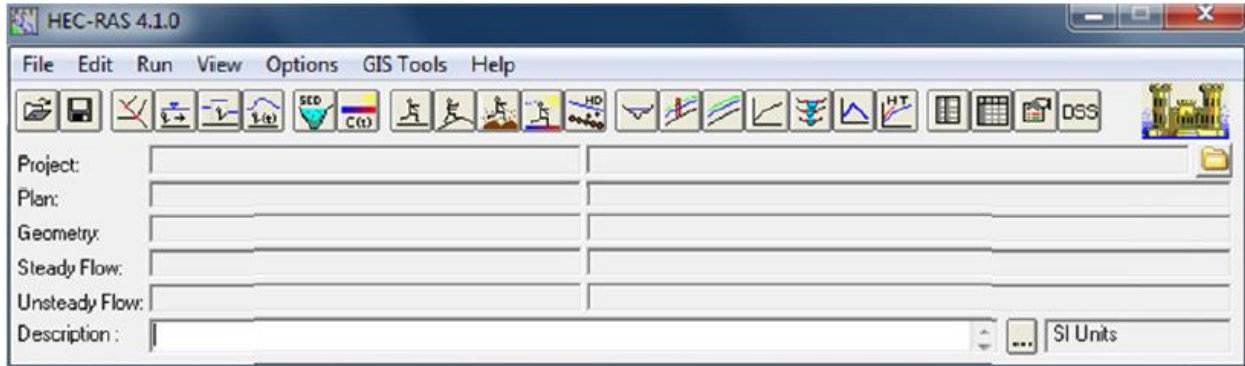 HEC-RAS 4.1.0
File Edit Run View Options GIS Tools Help
SED C(t) HD HT DSS
Project:
Plan:
Geometry:
Steady Flow:
Unsteady Flow:
Description : ... SI Units